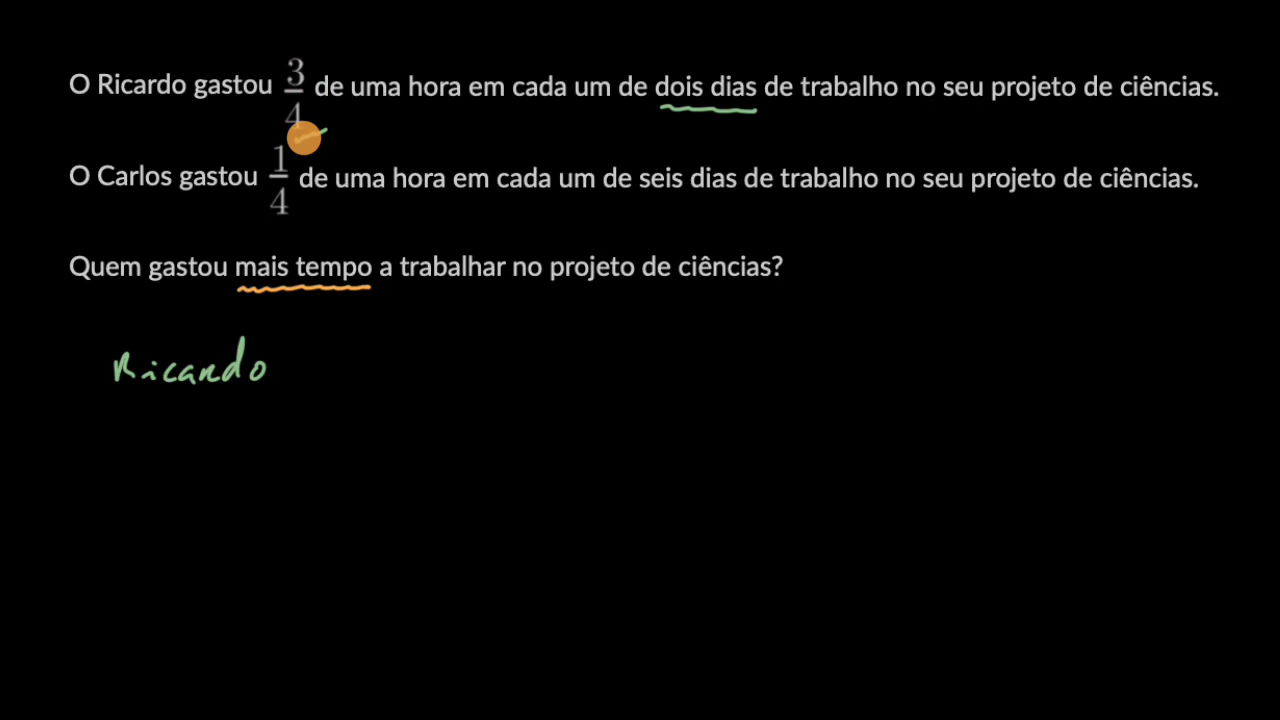 O Ricardo gastou 3/4 de uma hora em cada um de dois dias de trabalho no seu projeto de ciências.
O Carlos gastou 1/4 de uma hora em cada um de seis dias de trabalho no seu projeto de ciências.
Quem gastou mais tempo a trabalhar no projeto de ciências?
Ricardo